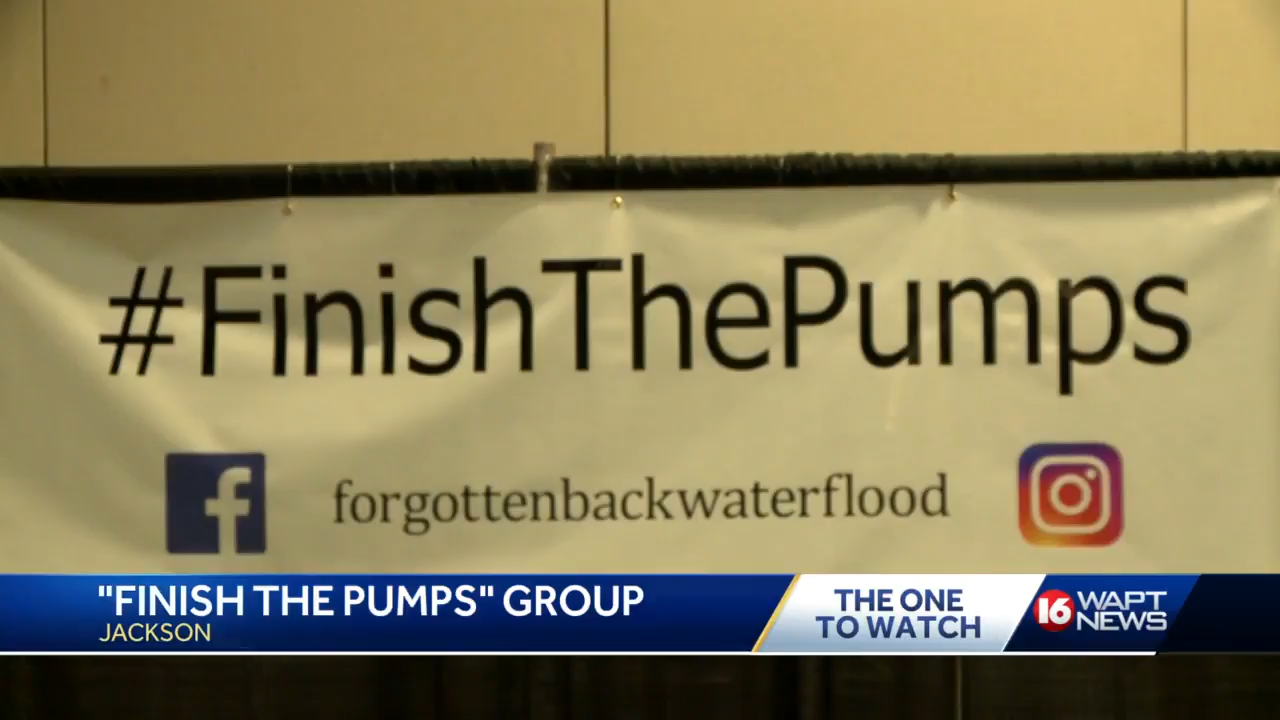 #FinishThePumps
forgottenbackwaterflood
"FINISH THE PUMPS" GROUP
JACKSON
THE ONE
TO WATCH
16 WAPT
NEWS